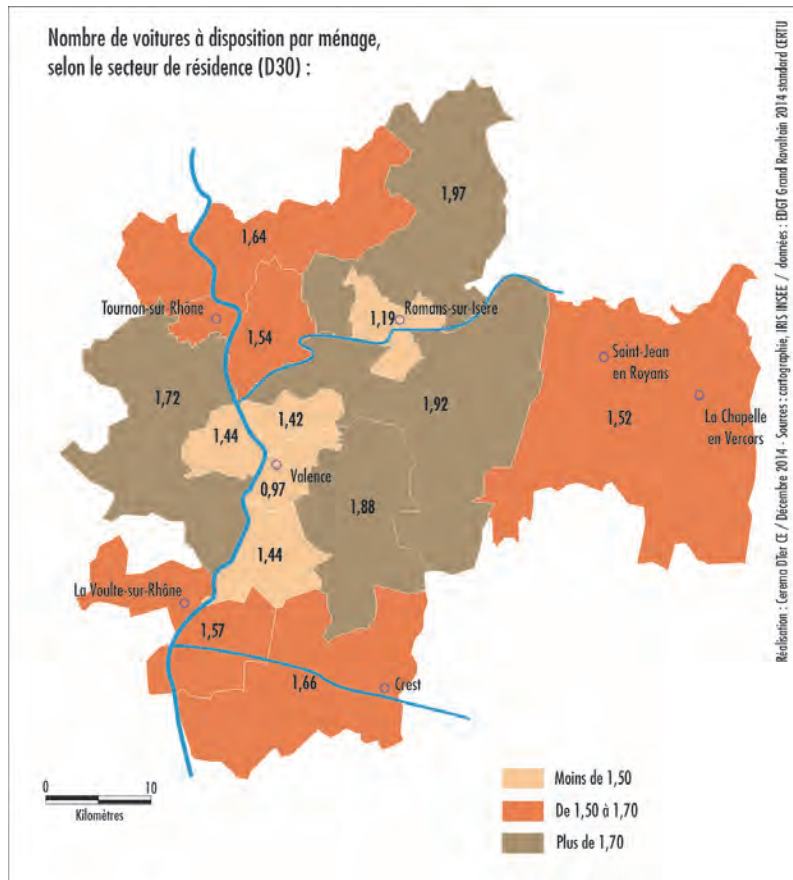 Nombre de voitures à disposition par ménage,
selon le secteur de résidence (D30) :
1,97
1,64
Tournon-sur-Rhône
1,54
1,19
Romans-sur-Isère
Saint-Jean
en Royans
1,72
1,92
1,52
La Chapelle
en Vercors
1,44
1,42
Valence
0,97
1,88
1,44
La Voulte-sur-Rhône
1,57
1,66
Crest
0
10
Kilomètres
Moins de 1,50
De 1,50 à 1,70
Plus de 1,70
Réalisation : Cerema DTer CE / Décembre 2014 - Sources : cartographie, IRIS INSEE / données : EDGT Grand Rovaltain 2014 standard CERTU